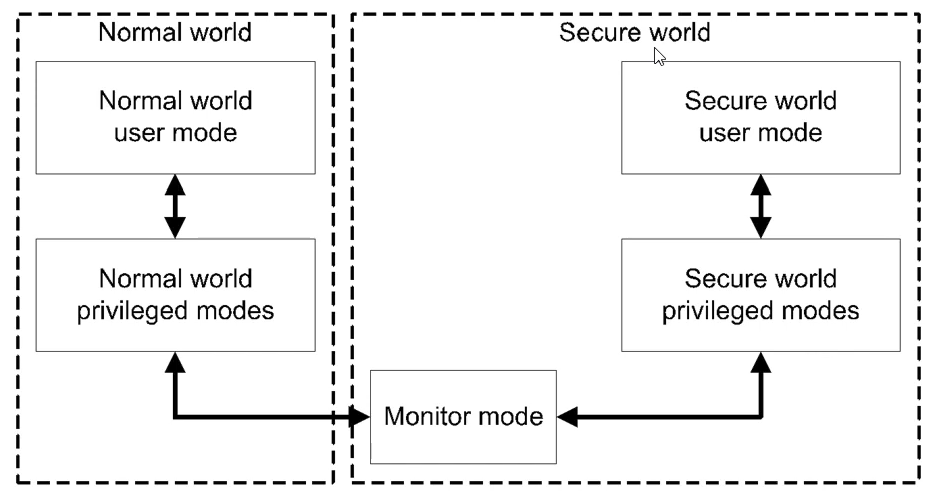 Normal world
Secure world
Normal world
user mode
Secure world
user mode
Normal world
privileged modes
Secure world
privileged modes
Monitor mode